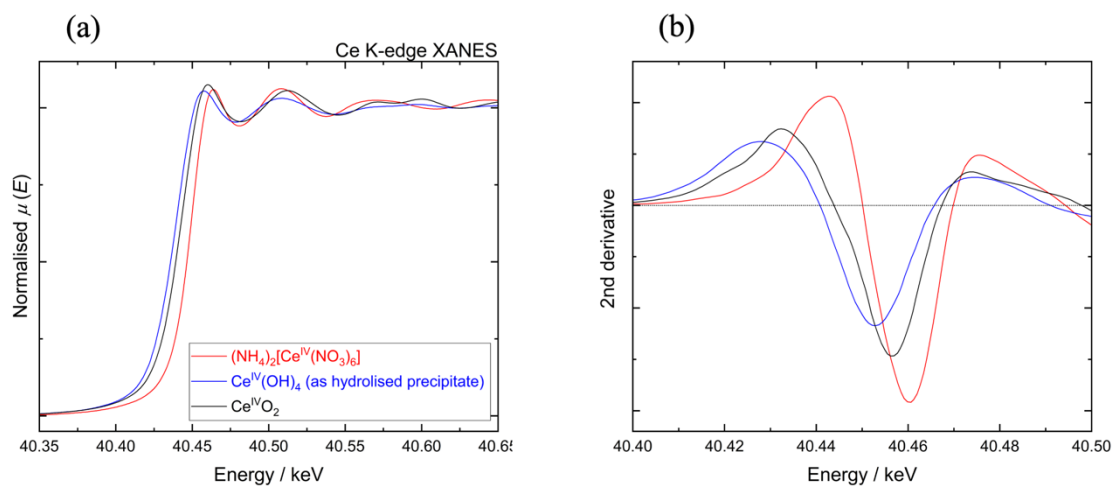 (a)
Ce K-edge XANES
Normalised μ (E)
(NH₄)₂[Ceᴵⱽ(NO₃)₆]
Ceᴵⱽ(OH)₄ (as hydrolised precipitate)
CeᴵⱽO₂
40.35 40.40 40.45 40.50 40.55 40.60 40.65
Energy / keV
(b)
2nd derivative
40.40 40.42 40.44 40.46 40.48 40.50
Energy / keV